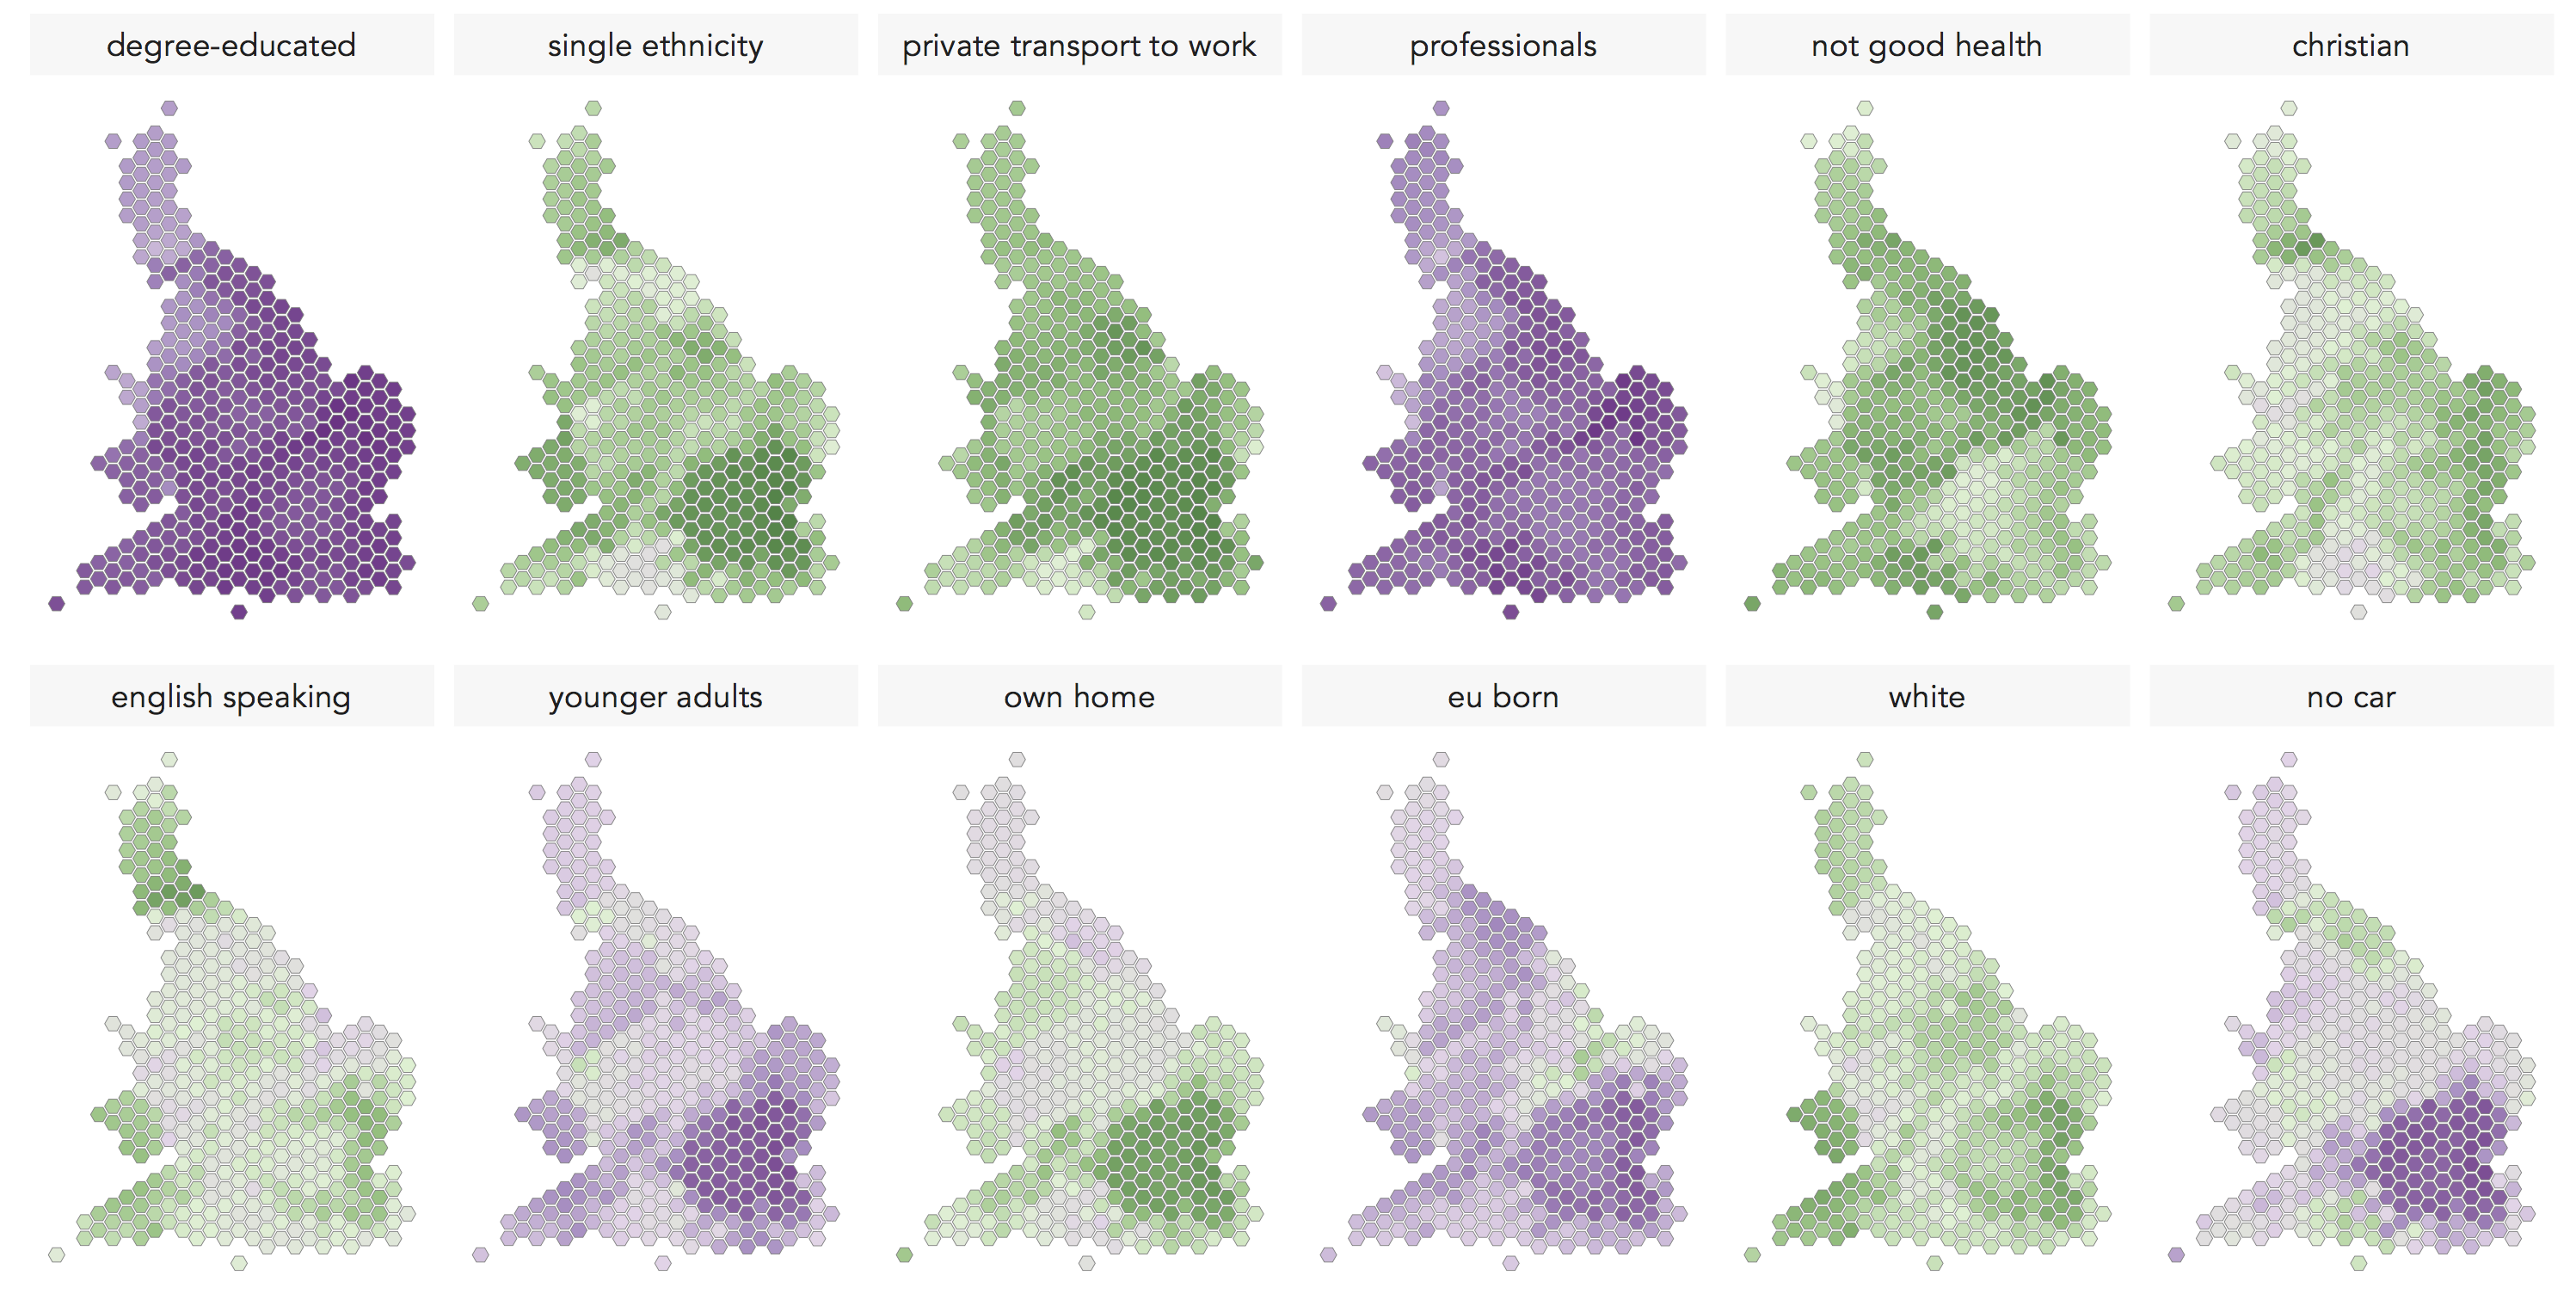 degree-educated
single ethnicity
private transport to work
professionals
not good health
christian
english speaking
younger adults
own home
eu born
white
no car